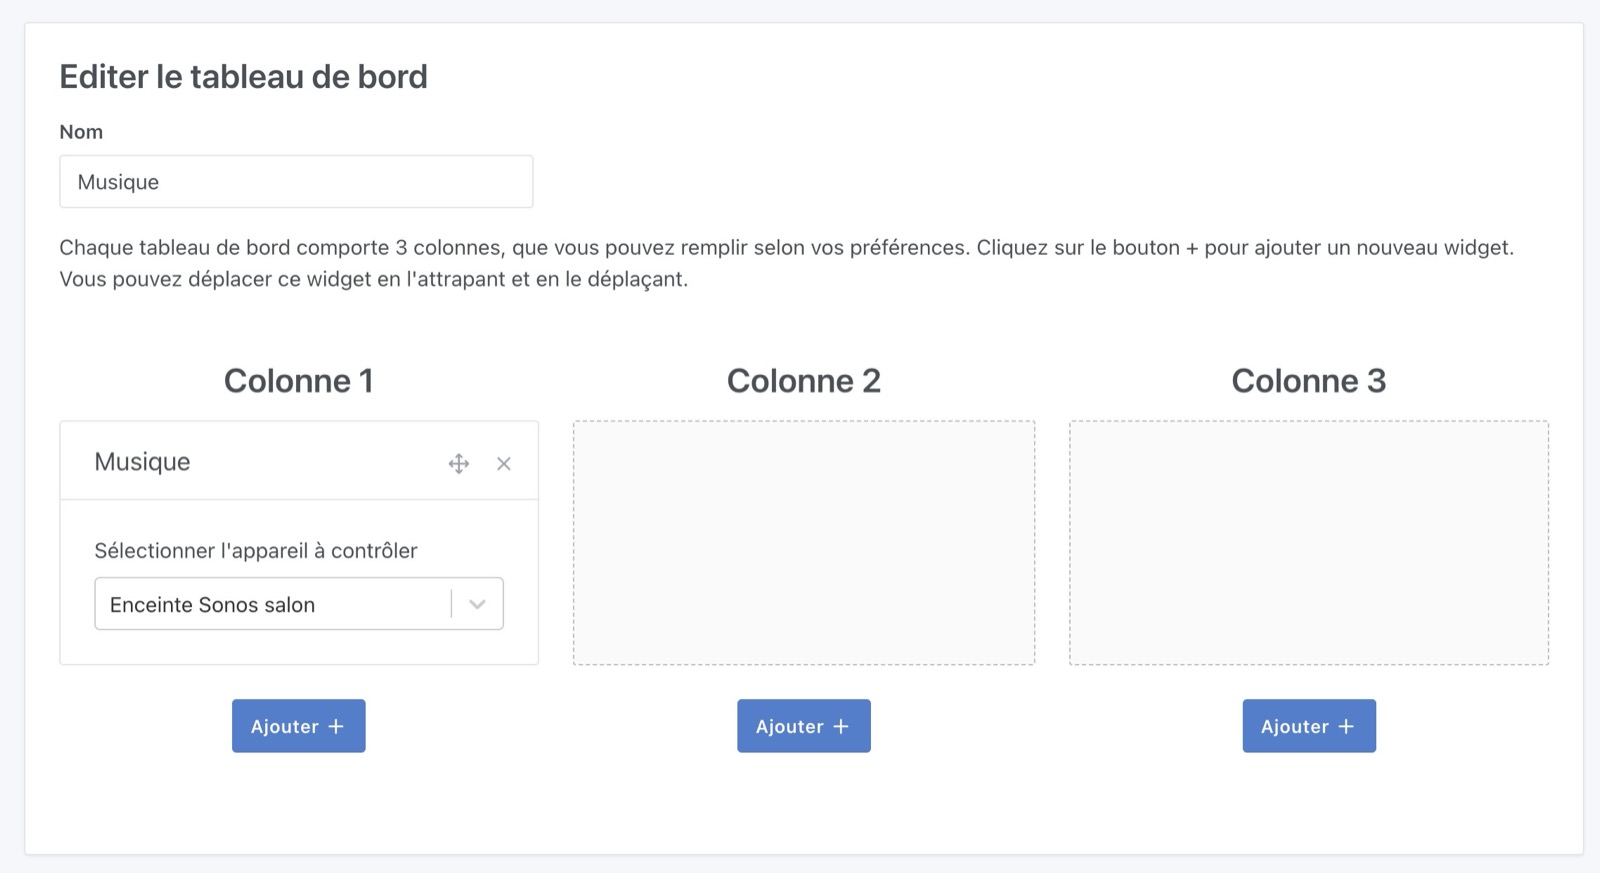 Editer le tableau de bord
Nom
Musique
Chaque tableau de bord comporte 3 colonnes, que vous pouvez remplir selon vos préférences. Cliquez sur le bouton + pour ajouter un nouveau widget.
Vous pouvez déplacer ce widget en l'attrapant et en le déplaçant.
Colonne 1
Colonne 2
Colonne 3
Musique
Sélectionner l'appareil à contrôler
Enceinte Sonos salon
Ajouter +
Ajouter +
Ajouter +